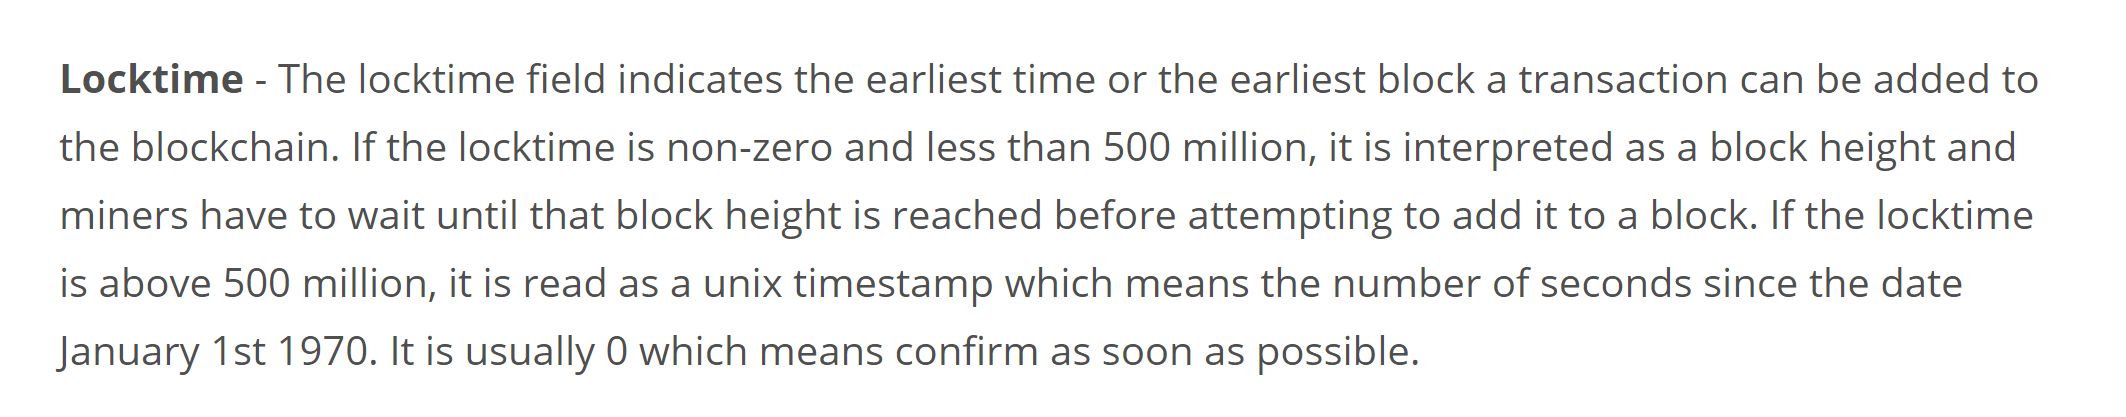 Locktime - The locktime field indicates the earliest time or the earliest block a transaction can be added to
the blockchain. If the locktime is non-zero and less than 500 million, it is interpreted as a block height and
miners have to wait until that block height is reached before attempting to add it to a block. If the locktime
is above 500 million, it is read as a unix timestamp which means the number of seconds since the date
January 1st 1970. It is usually 0 which means confirm as soon as possible.